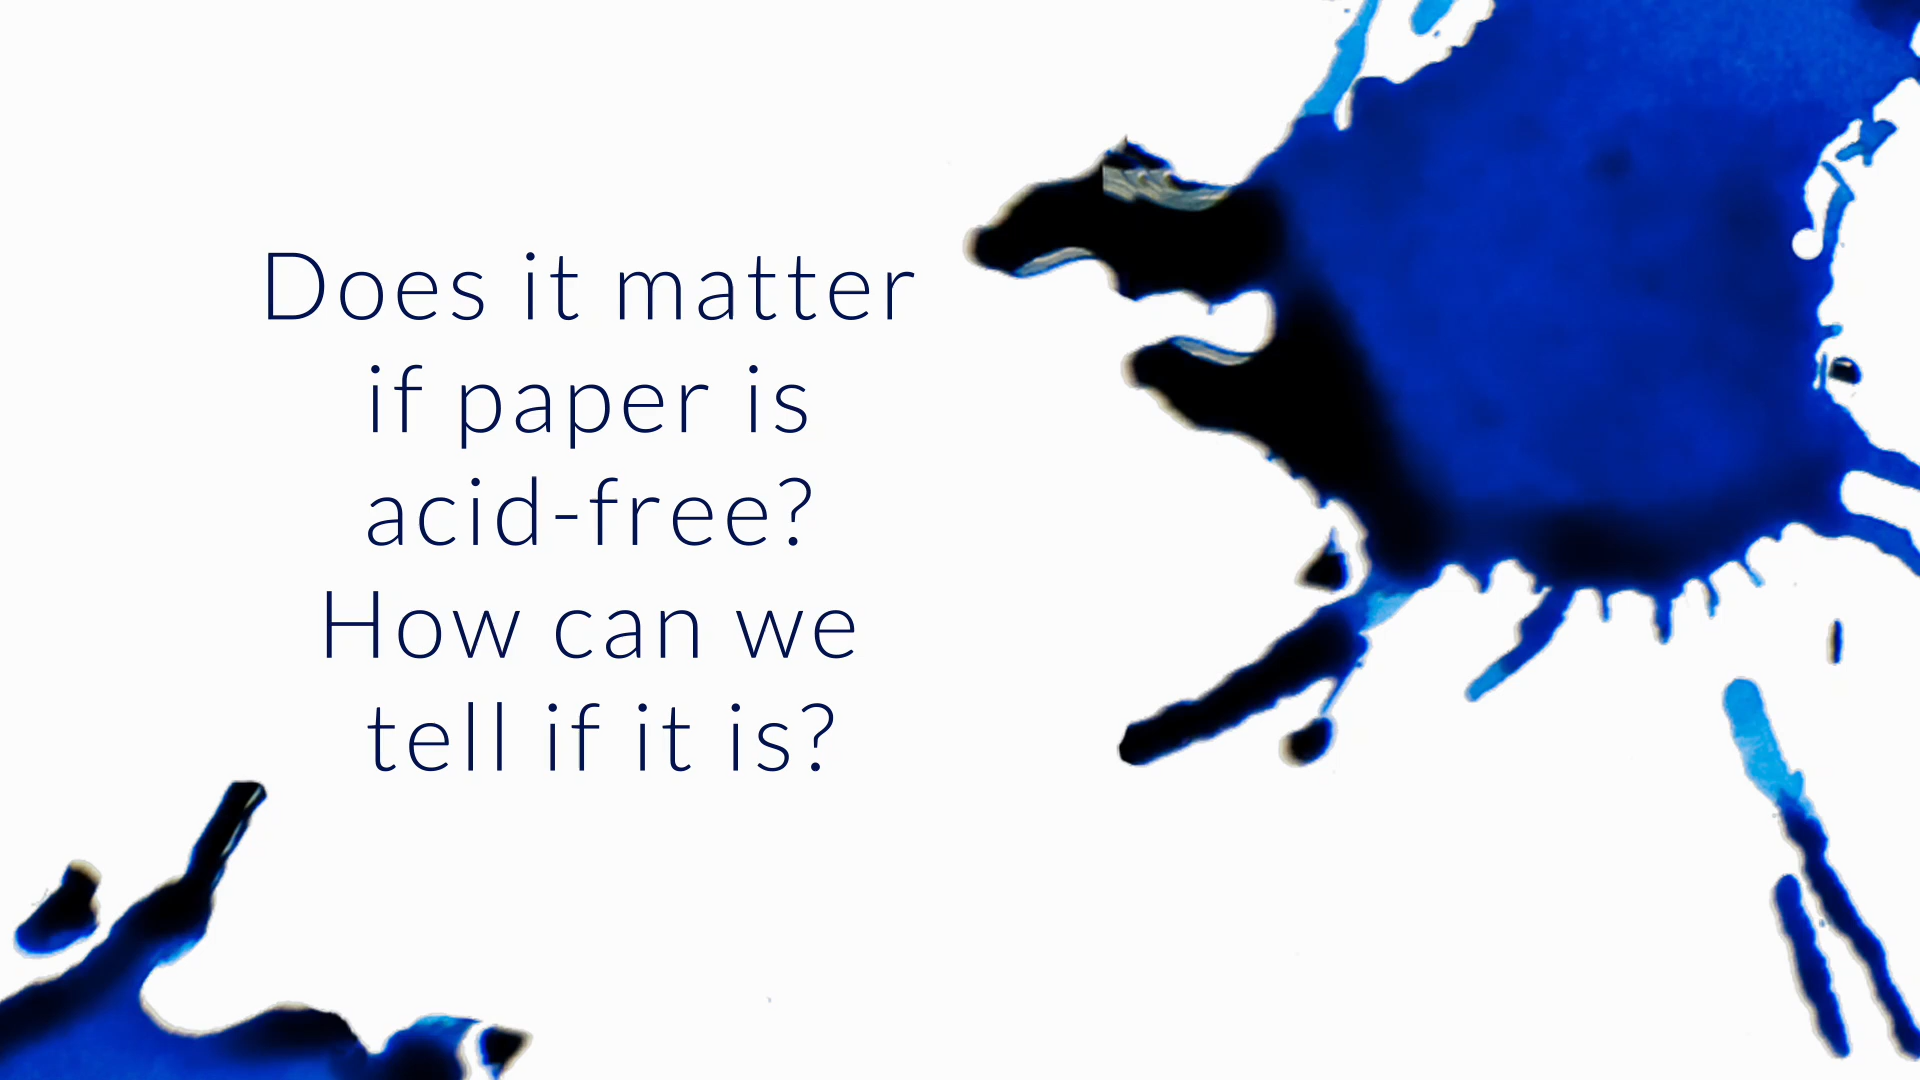 Does it matter
if paper is
acid-free?
How can we
tell if it is?